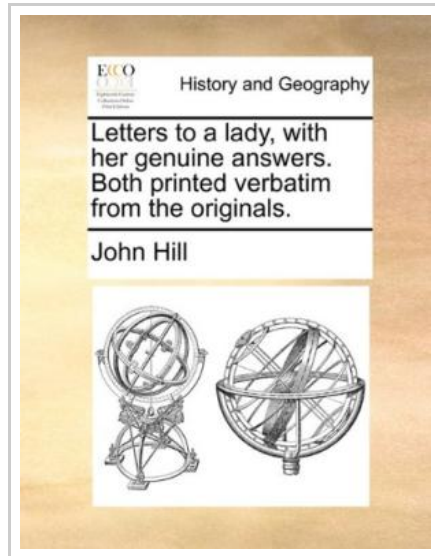 ECCO
History and Geography
Letters to a lady, with
her genuine answers.
Both printed verbatim
from the originals.
John Hill